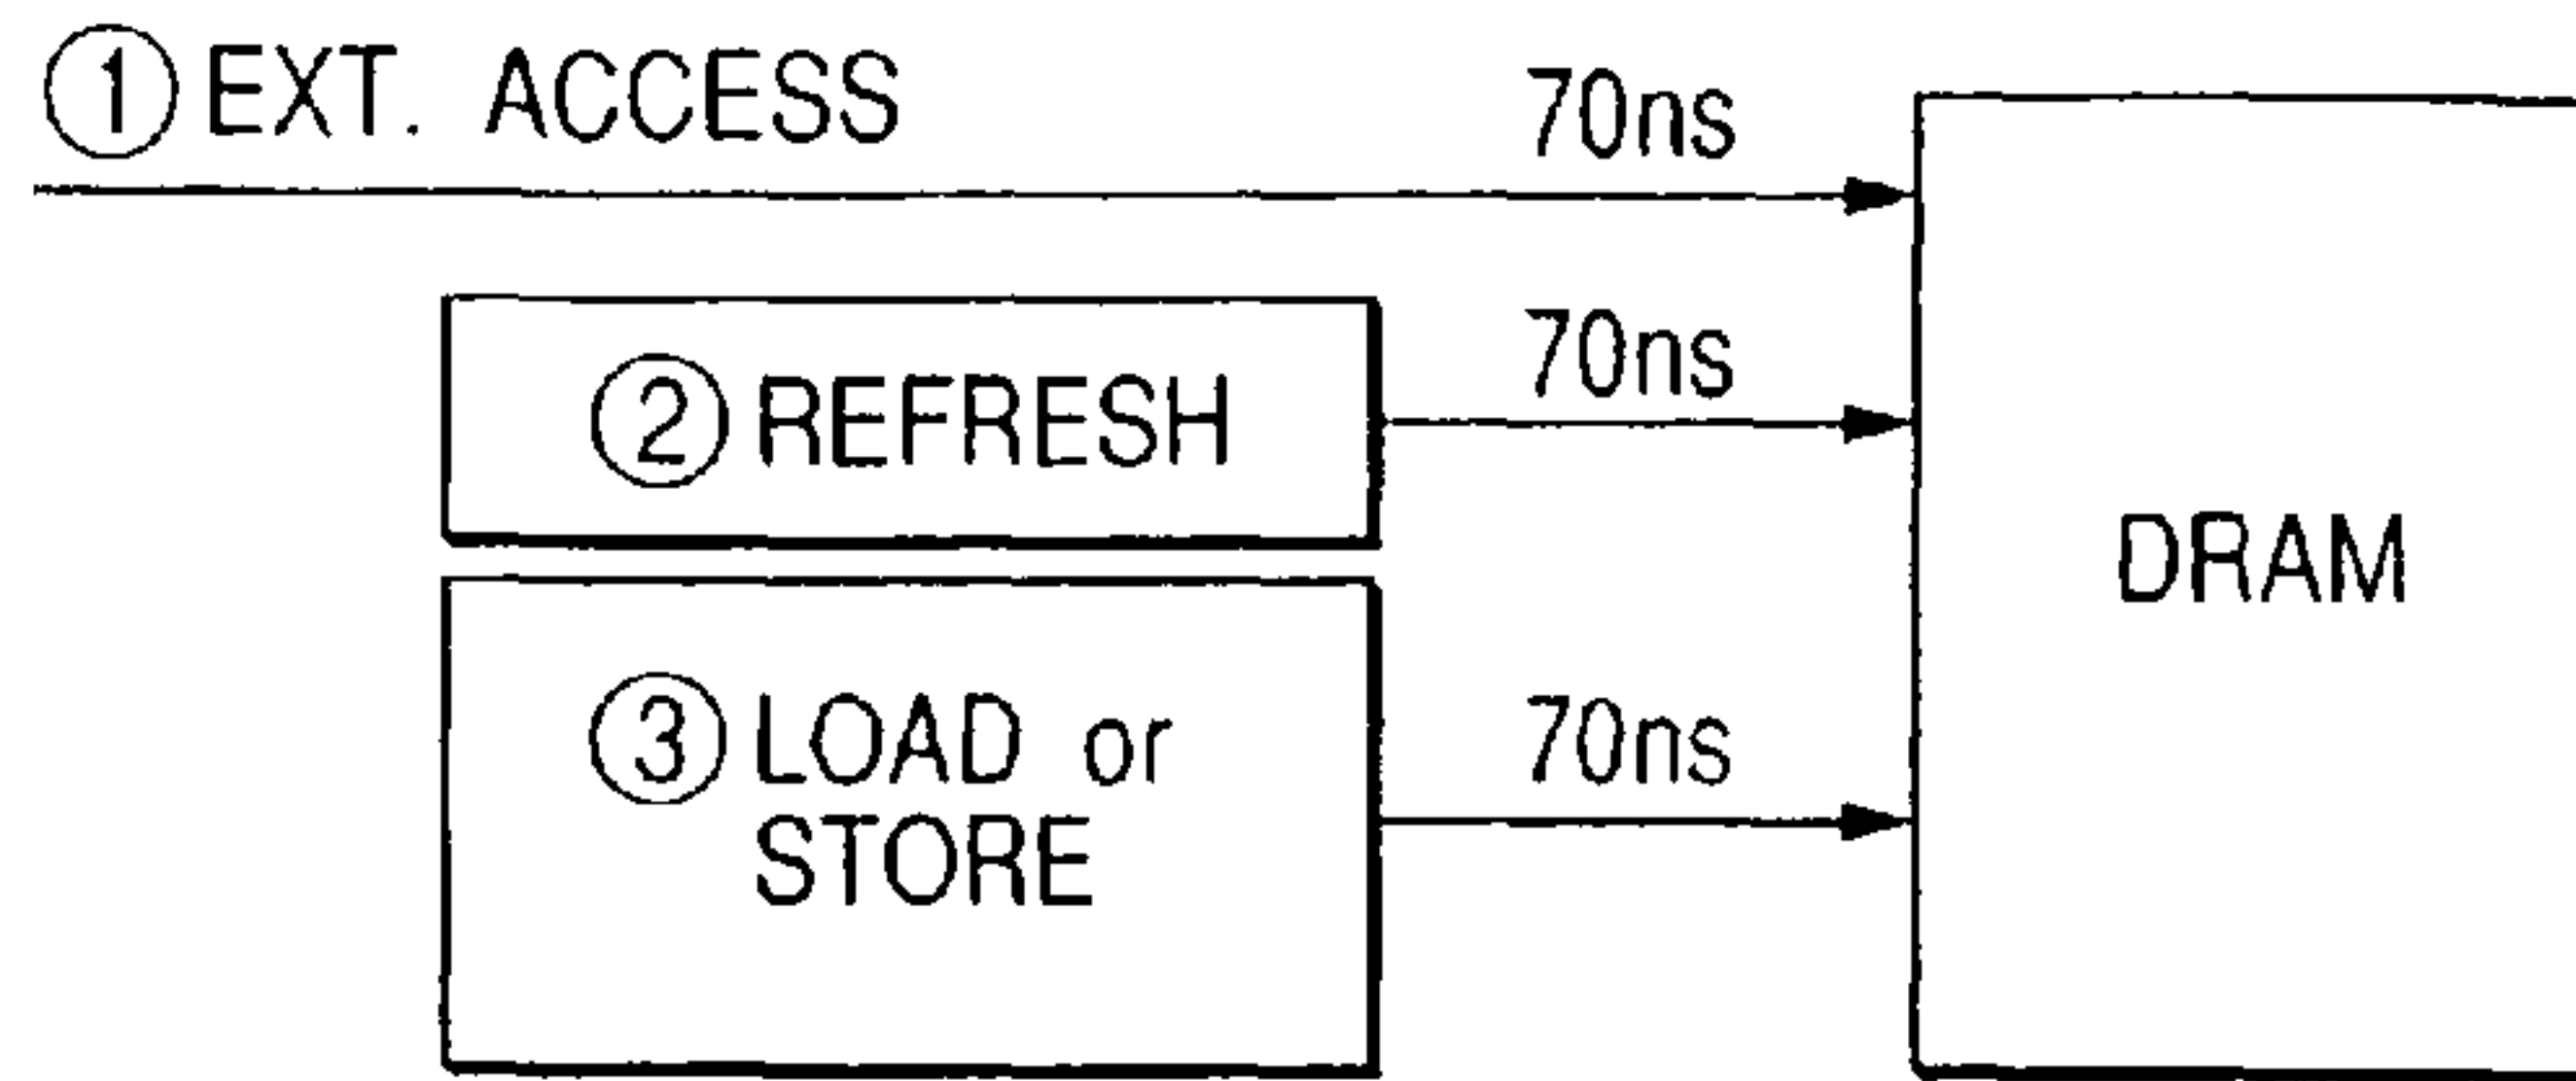 ① EXT. ACCESS
70ns
② REFRESH
70ns
③ LOAD or
STORE
70ns
DRAM